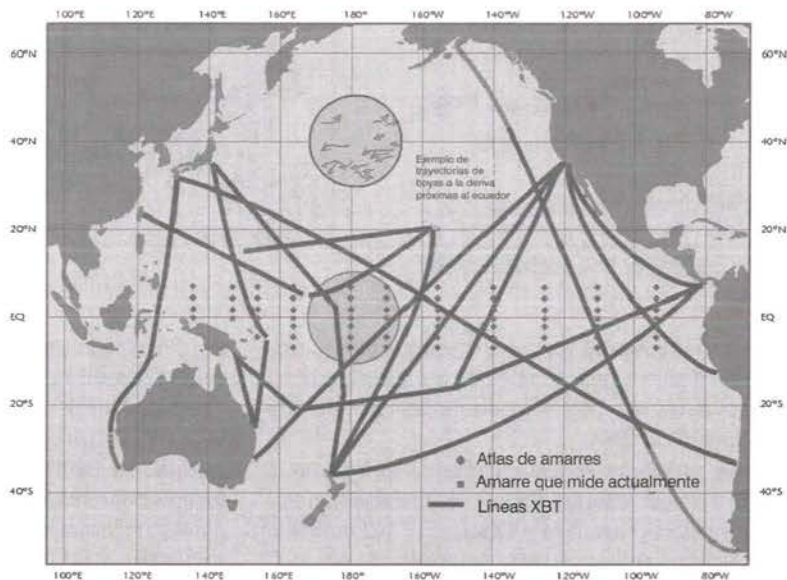 100°E 120°E 140°E 160°E 180° 160°W 140°W 120°W 100°W 80°W
60°N 60°N
40°N 40°N
Ejemplo de
trayectorias de
boyas a la deriva
próximas al ecuador
20°N 20°N
EQ EQ
20°S 20°S
Atlas de amarres
Amarre que mide actualmente
40°S 40°S
Líneas XBT
100°E 120°E 140°E 160°E 180° 160°W 140°W 120°W 100°W 80°W